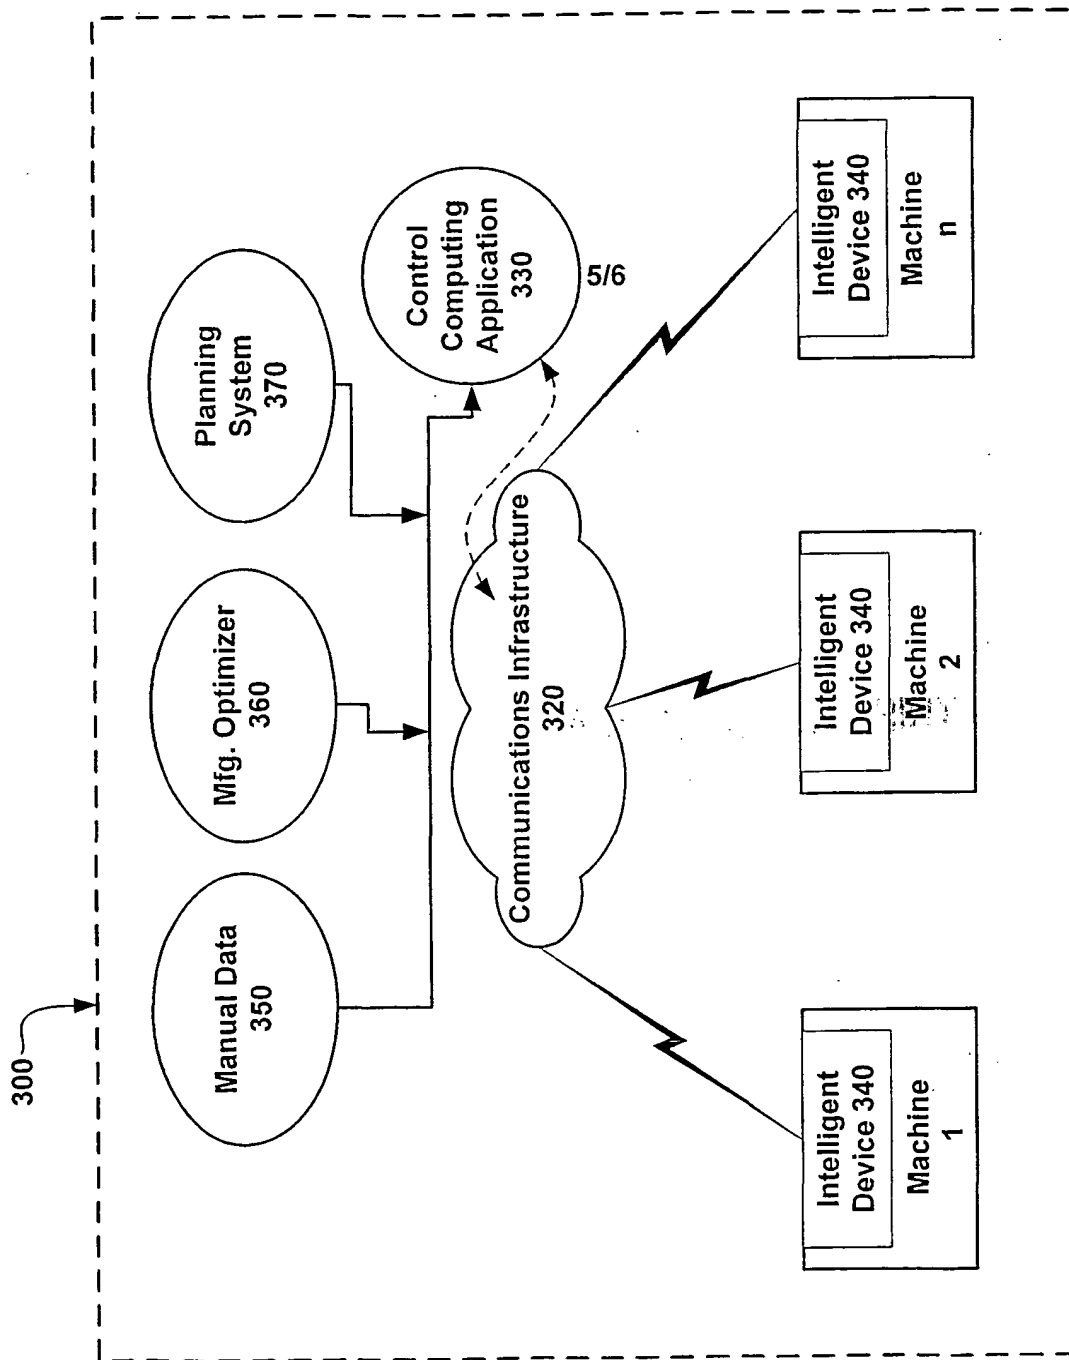 300
Manual Data
350
Mfg. Optimizer
360
Planning
System
370
Control
Computing
Application
330
5/6
Communications Infrastructure
320
Intelligent
Device 340
Machine
1
Intelligent
Device 340
Machine
2
Intelligent
Device 340
Machine
n